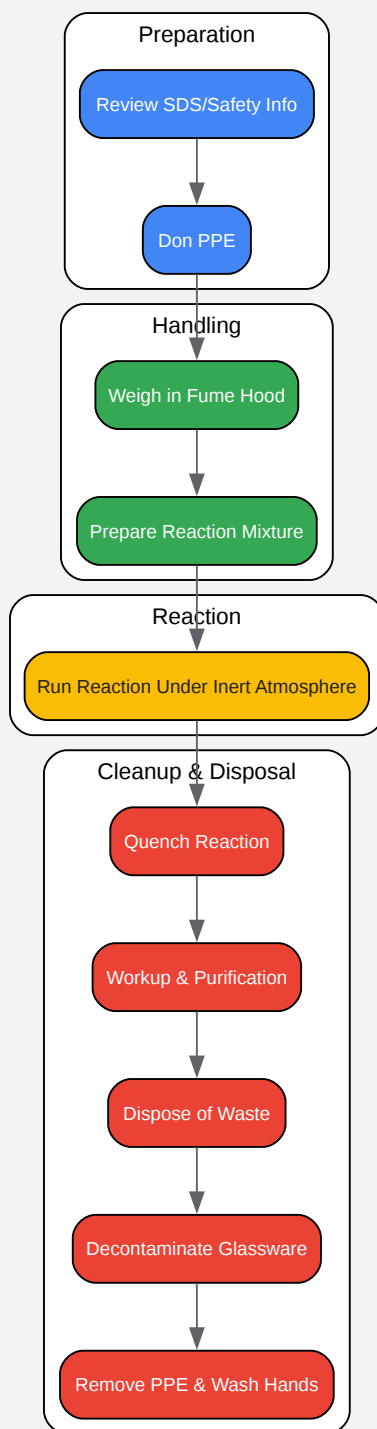 Preparation
Review SDS/Safety Info
Don PPE
Handling
Weigh in Fume Hood
Prepare Reaction Mixture
Reaction
Run Reaction Under Inert Atmosphere
Cleanup & Disposal
Quench Reaction
Workup & Purification
Dispose of Waste
Decontaminate Glassware
Remove PPE & Wash Hands